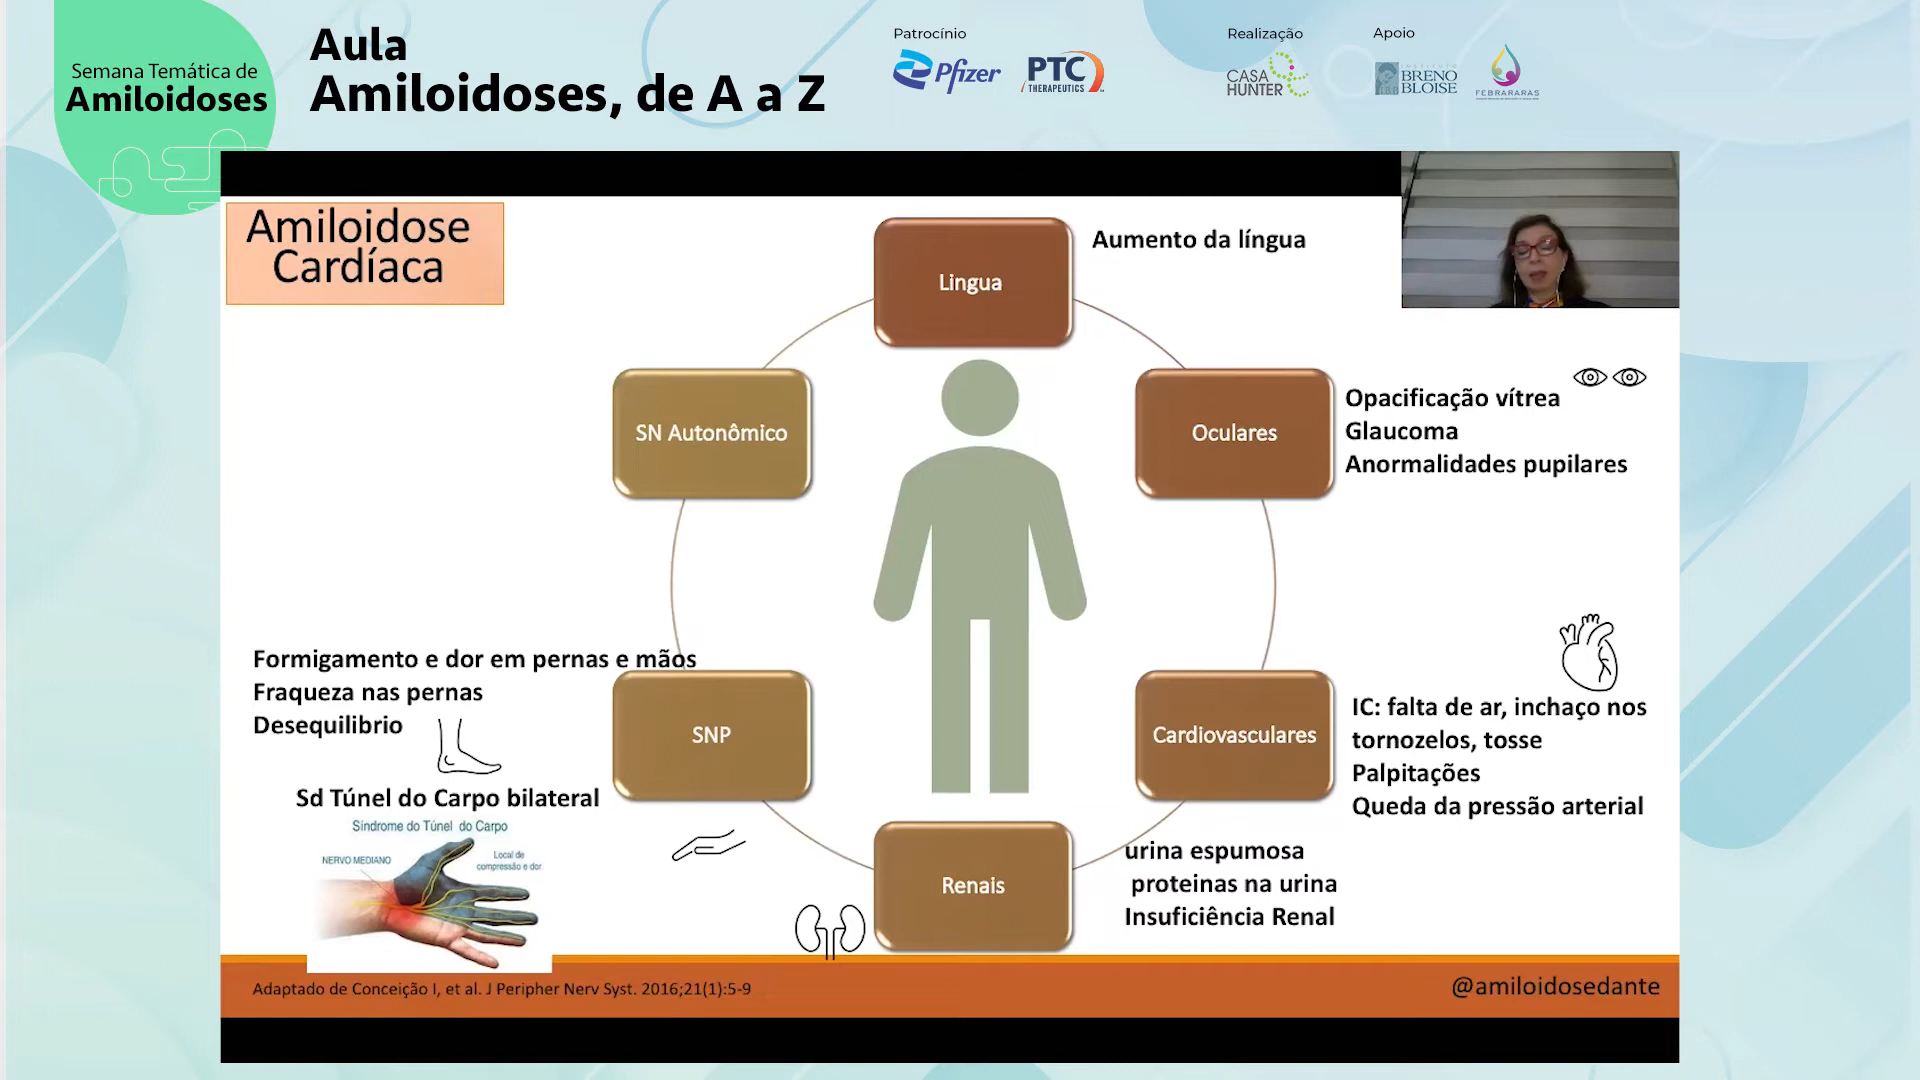 Semana Temática de
Amiloidoses
Aula
Amiloidoses, de A a Z
Patrocínio
Pfizer
PTC
THERAPEUTICS
Realização
CASA
HUNTER
Apoio
INSTITUTO
BRENO
BLOISE
FEBRARARAS
Amiloidose
Cardíaca
Lingua
Aumento da língua
SN Autonômico
Oculares
Opacificação vítrea
Glaucoma
Anormalidades pupilares
Formigamento e dor em pernas e mãos
Fraqueza nas pernas
Desequilibrio
SNP
Cardiovasculares
IC: falta de ar, inchaço nos
tornozelos, tosse
Palpitações
Queda da pressão arterial
Sd Túnel do Carpo bilateral
Síndrome do Túnel do Carpo
NERVO MEDIANO
Local de
compressão e dor
Renais
urina espumosa
proteinas na urina
Insuficiência Renal
Adaptado de Conceição I, et al. J Peripher Nerv Syst. 2016;21(1):5-9
@amiloidosedante